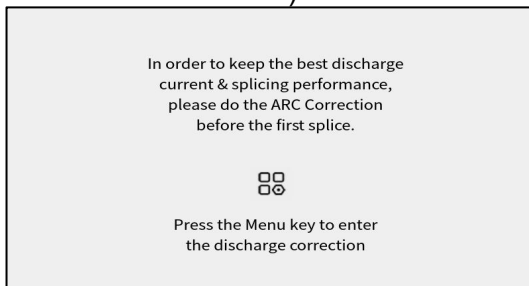 In order to keep the best discharge
current & splicing performance,
please do the ARC Correction
before the first splice.
Press the Menu key to enter
the discharge correction